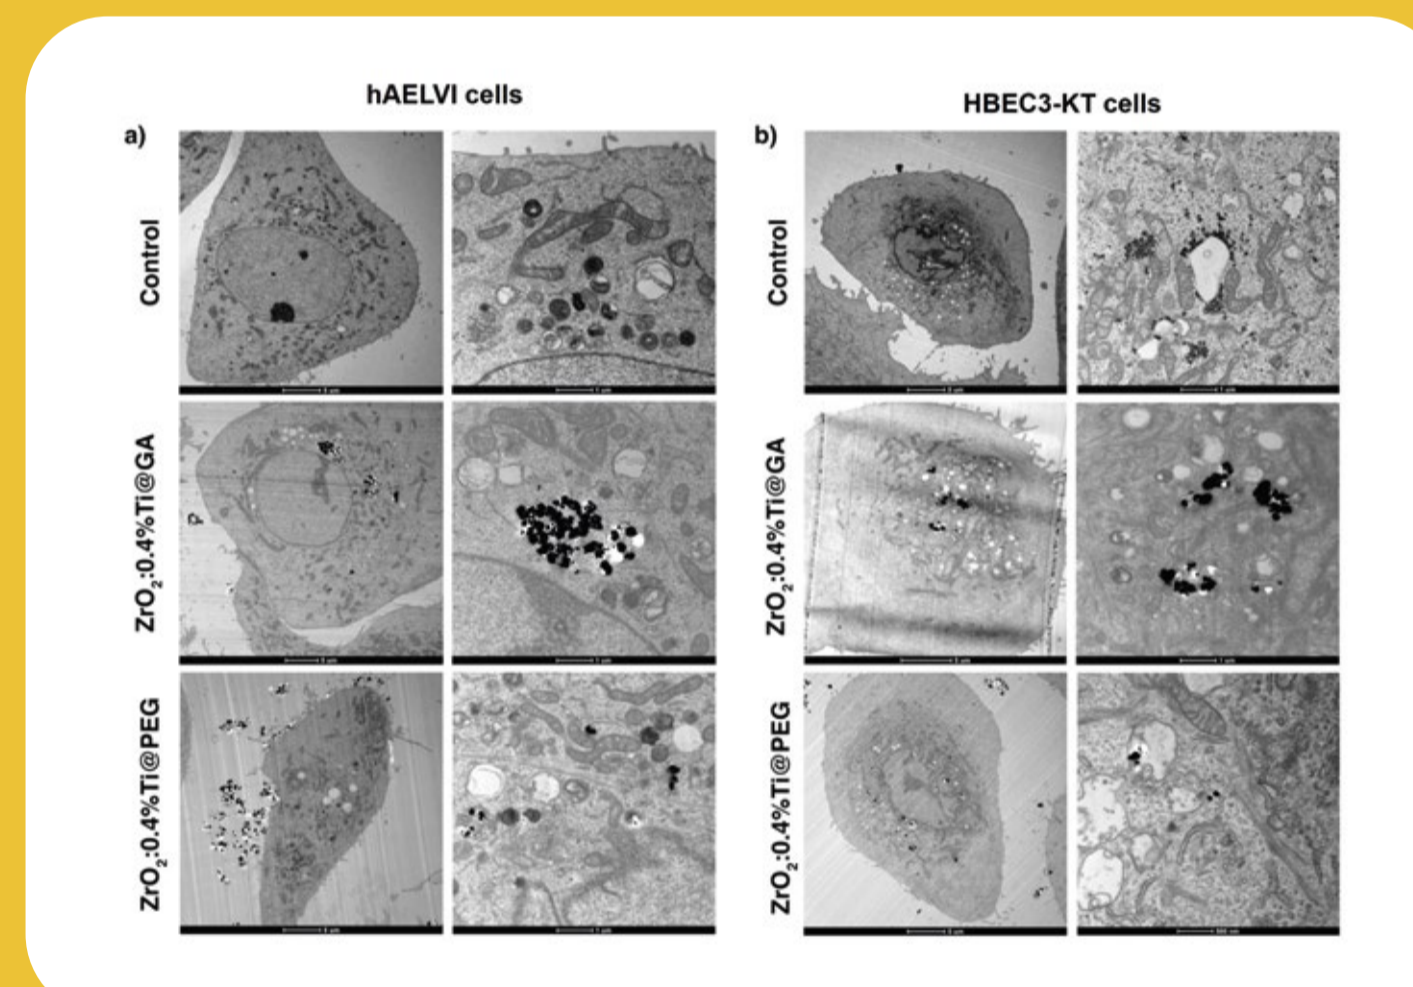 hAELVI cells
HBEC3-KT cells
a)
b)
Control
Control
ZrO₂:0.4%Ti@GA
ZrO₂:0.4%Ti@GA
ZrO₂:0.4%Ti@PEG
ZrO₂:0.4%Ti@PEG